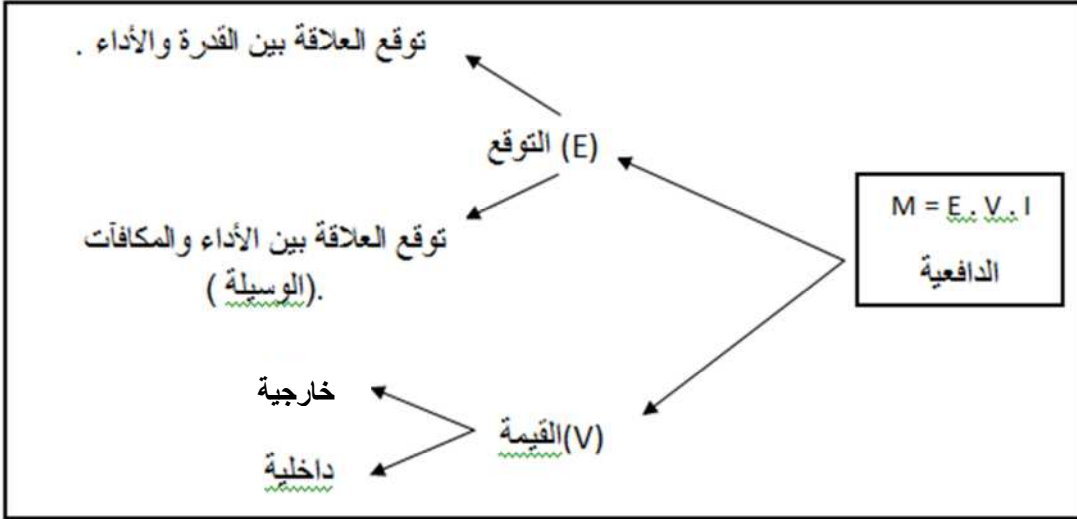 توقع العلاقة بين القدرة والأداء .
(E) التوقع
M = E . V . I
الدافعية
توقع العلاقة بين الأداء والمكافآت
.(الوسيلة )
خارجية
(V)القيمة
داخلية